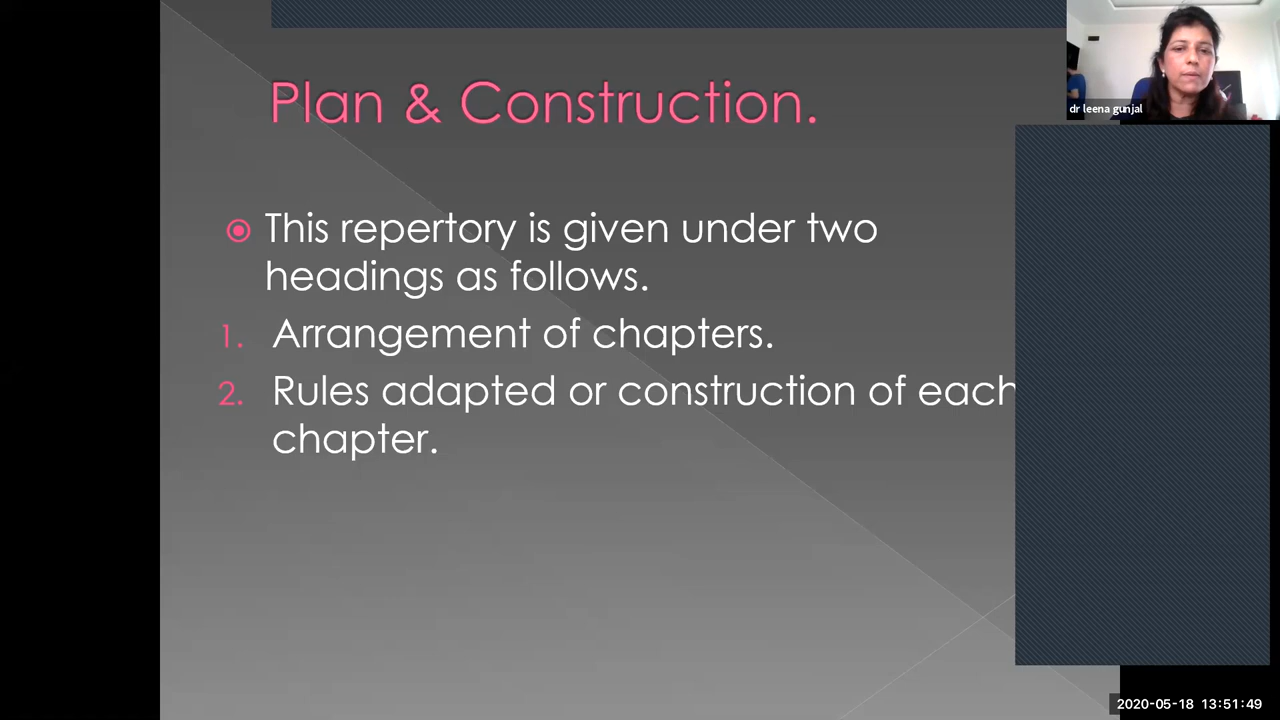 Plan & Construction.
dr leena gunjal
This repertory is given under two
headings as follows.
1. Arrangement of chapters.
2. Rules adapted or construction of each
chapter.
2020-05-18 13:51:49